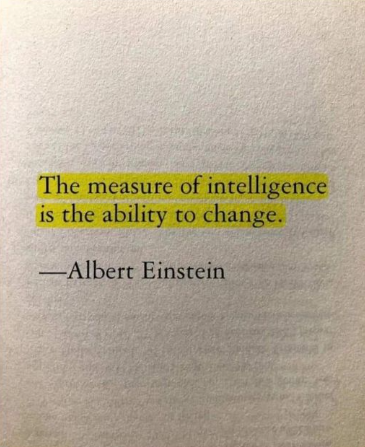 The measure of intelligence
is the ability to change.
—Albert Einstein